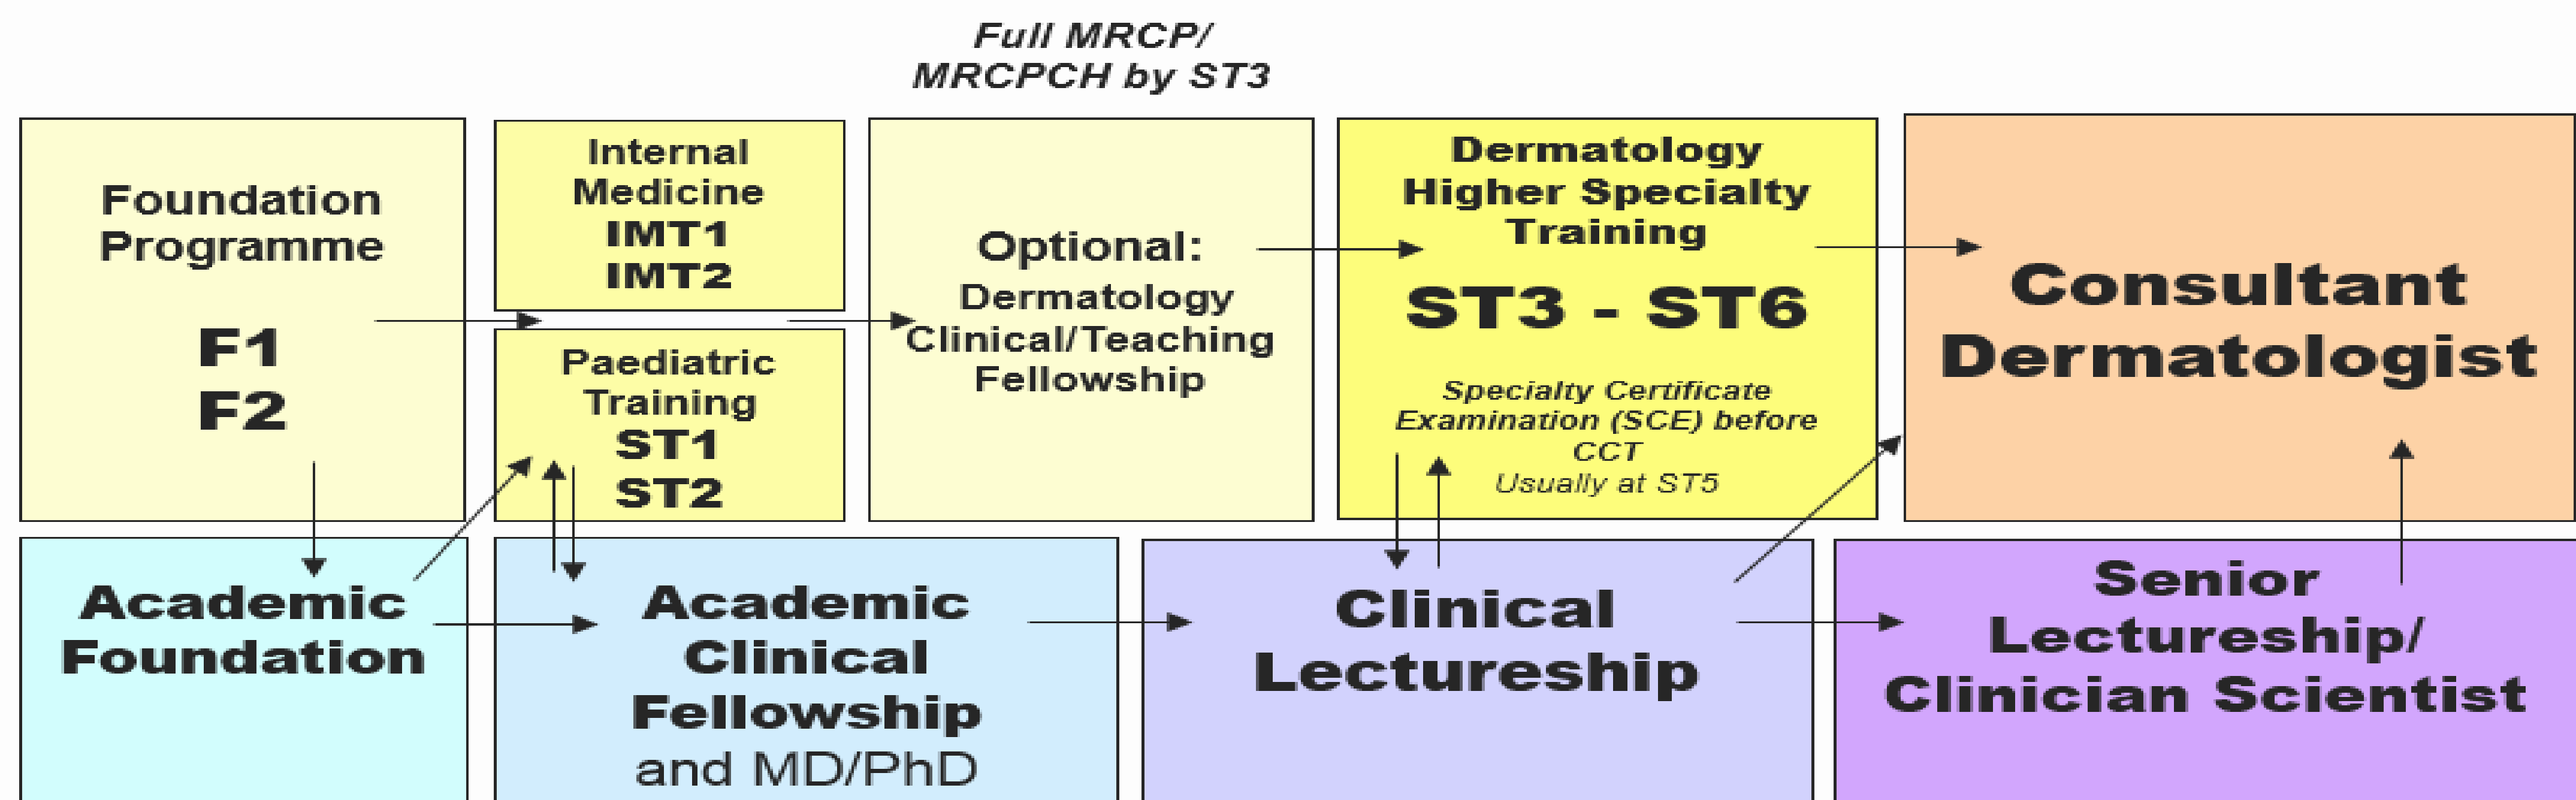 Full MRCP/
MRCPCH by ST3
Foundation
Programme
F1
F2
Internal
Medicine
IMT1
IMT2
Paediatric
Training
ST1
ST2
Optional:
Dermatology
Clinical/Teaching
Fellowship
Dermatology
Higher Specialty
Training
ST3 - ST6
Specialty Certificate
Examination (SCE) before
CCT
Usually at ST5
Consultant
Dermatologist
Academic
Foundation
Academic
Clinical
Fellowship
and MD/PhD
Clinical
Lectureship
Senior
Lectureship/
Clinician Scientist